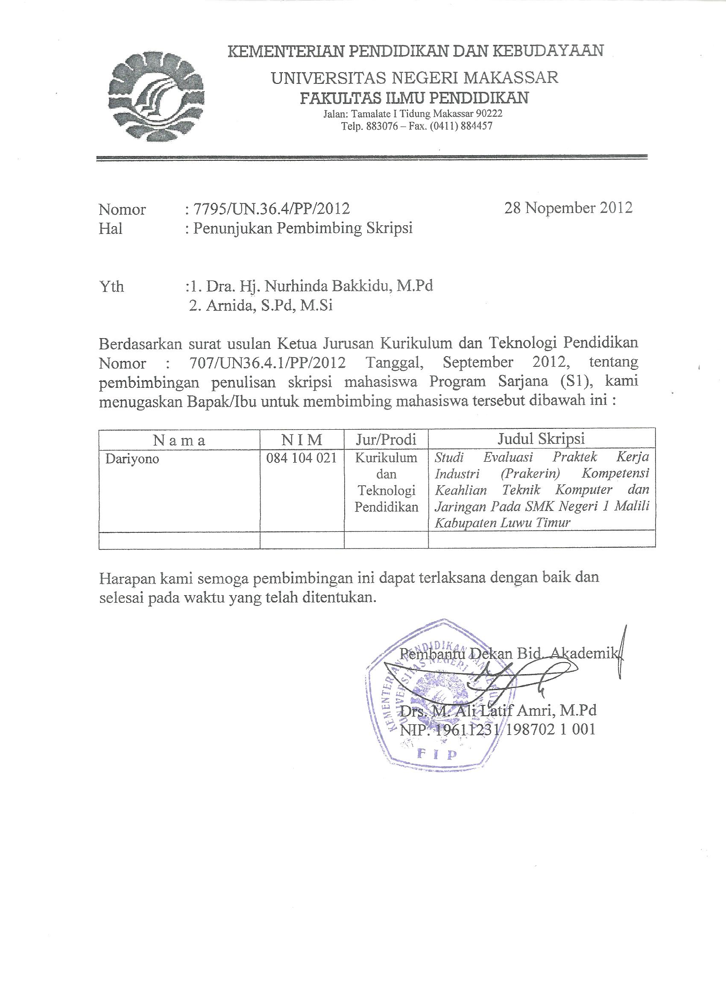 KEMENTERIAN PENDIDIKAN DAN KEBUDAYAAN
UNIVERSITAS NEGERI MAKASSAR
FAKULTAS ILMU PENDIDIKAN
Jalan: Tamalate I Tidung Makassar 90222
Telp. 883076 – Fax. (0411) 884457
Nomor : 7795/UN.36.4/PP/2012 28 Nopember 2012
Hal : Penunjukan Pembimbing Skripsi
Yth :1. Dra. Hj. Nurhinda Bakkidu, M.Pd
2. Arnida, S.Pd, M.Si
Berdasarkan surat usulan Ketua Jurusan Kurikulum dan Teknologi Pendidikan
Nomor : 707/UN36.4.1/PP/2012 Tanggal, September 2012, tentang
pembimbingan penulisan skripsi mahasiswa Program Sarjana (S1), kami
menugaskan Bapak/Ibu untuk membimbing mahasiswa tersebut dibawah ini :
N a m a N I M Jur/Prodi Judul Skripsi
Dariyono 084 104 021 Kurikulum Studi Evaluasi Praktek Kerja
dan Industri (Prakerin) Kompetensi
Teknologi Keahlian Teknik Komputer dan
Pendidikan Jaringan Pada SMK Negeri 1 Malili
Kabupaten Luwu Timur
Harapan kami semoga pembimbingan ini dapat terlaksana dengan baik dan
selesai pada waktu yang telah ditentukan.
Pembantu Dekan Bid. Akademik
Drs. M. Ali Latif Amri, M.Pd
NIP. 19611231 198702 1 001
KEMENTERIAN PENDIDIKAN DAN KEBUDAYAAN
UNIVERSITAS NEGERI MAKASSAR
F I P